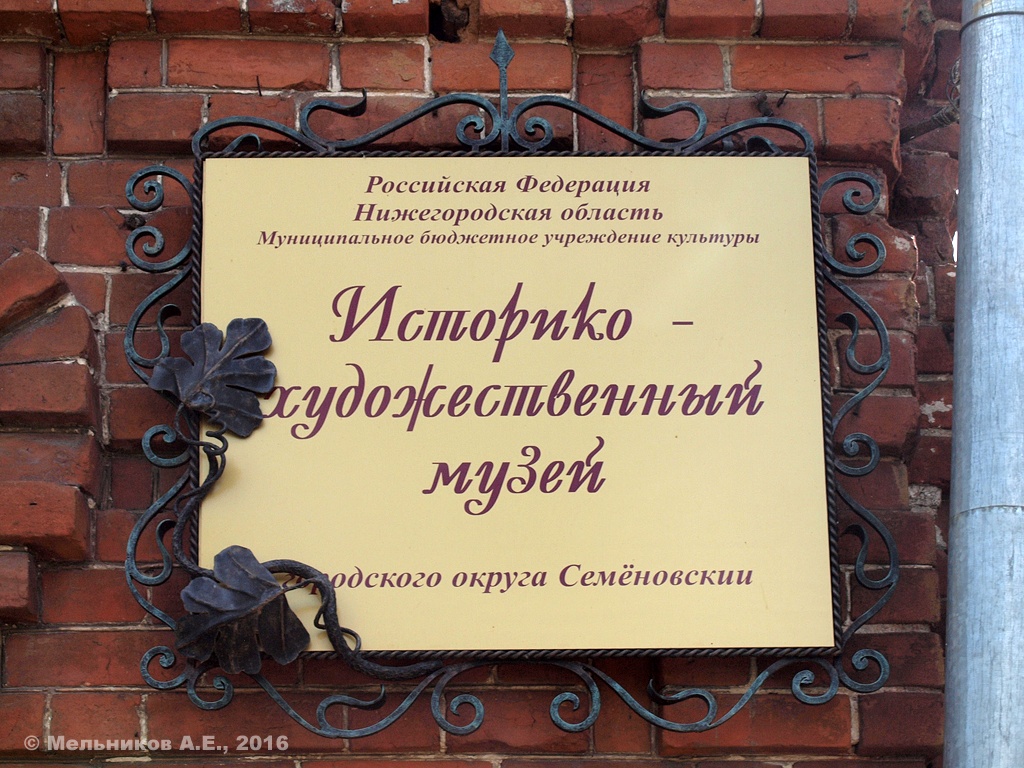 Российская Федерация
Нижегородская область
Муниципальное бюджетное учреждение культуры
Историко -
художественный
музей
округа Семёновскии
© Мельников А.Е., 2016